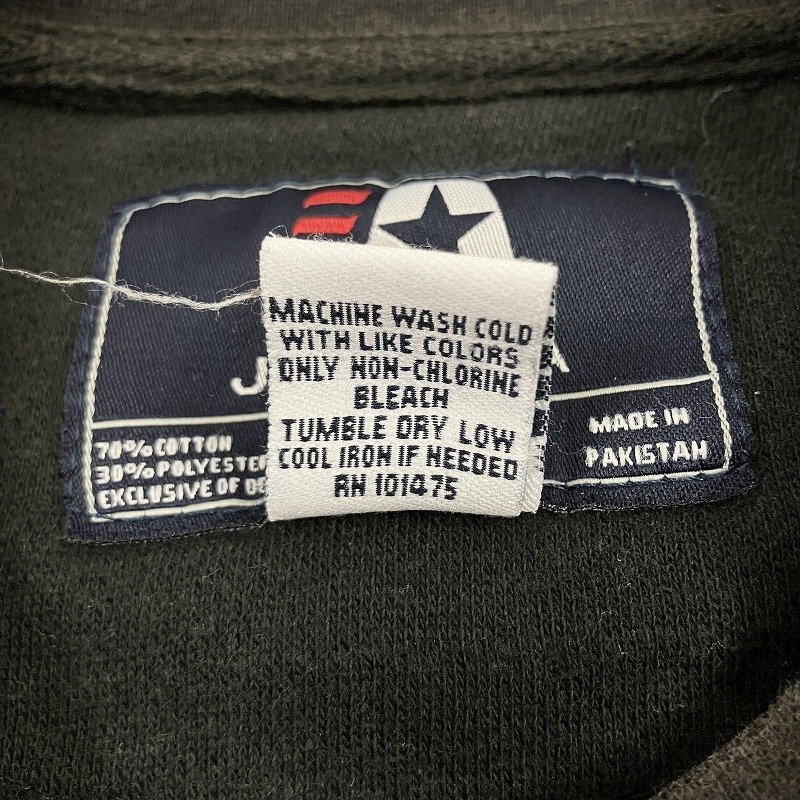 MACHINE WASH COLD
WITH LIKE COLORS
ONLY NON-CHLORINE
BLEACH
TUMBLE DRY LOW
COOL IRON IF NEEDED
RN 101475
70% COTTON
30% POLYESTER
EXCLUSIVE OF
MADE IN
PAKISTAN